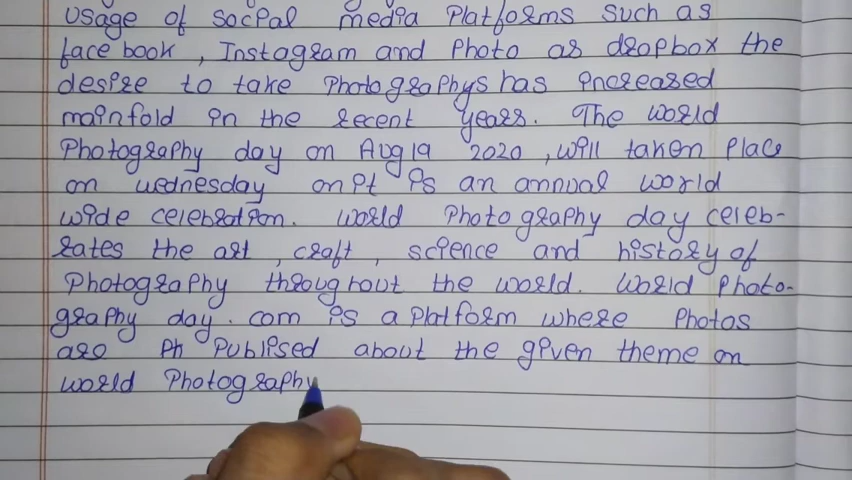 Usage of social media Platforms such as
facebook , Instagram and Photo as dropbox the
desire to take Photographys has increased
mainfold in the recent years. The world
Photography day on Aug 19 2020 , will taken Place
on wednesday on it is an annual world
wide celebration. World Photography day celeb-
rates the art , craft , science and history of
Photography througrout the world. World Photo-
graphy day. com is a Platform where Photos
are Ph Publised about the given theme on
world Photography